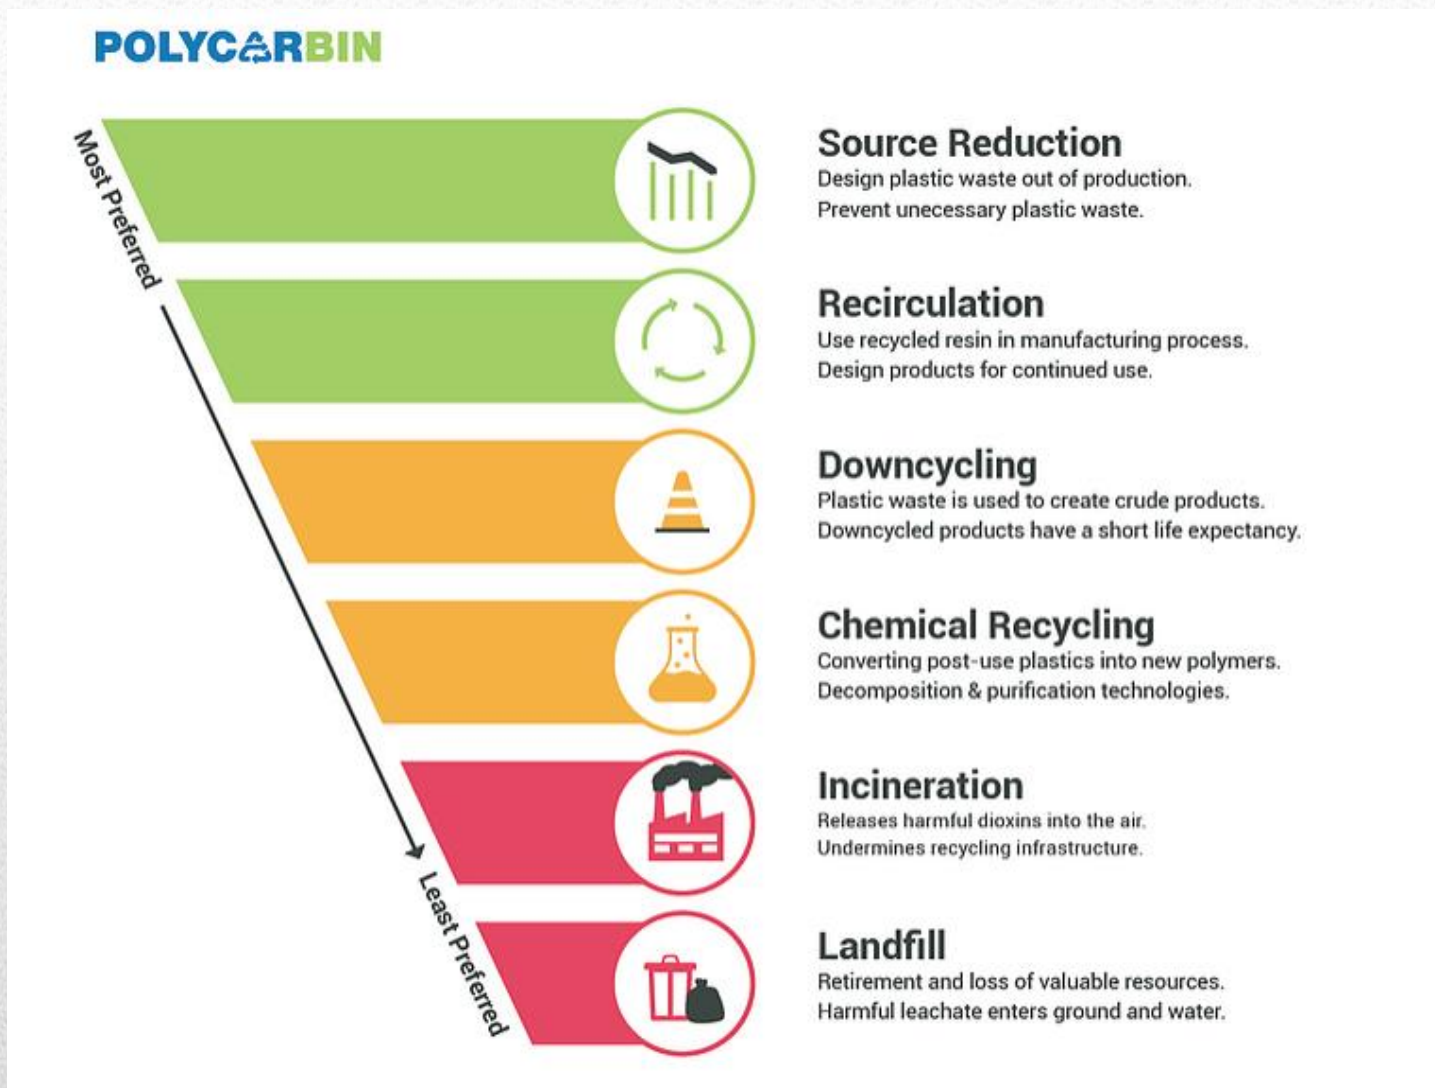 POLYCARBIN
Most Preferred
Source Reduction
Design plastic waste out of production.
Prevent unecessary plastic waste.
Recirculation
Use recycled resin in manufacturing process.
Design products for continued use.
Downcycling
Plastic waste is used to create crude products.
Downcycled products have a short life expectancy.
Chemical Recycling
Converting post-use plastics into new polymers.
Decomposition & purification technologies.
Incineration
Releases harmful dioxins into the air.
Undermines recycling infrastructure.
Least Preferred
Landfill
Retirement and loss of valuable resources.
Harmful leachate enters ground and water.